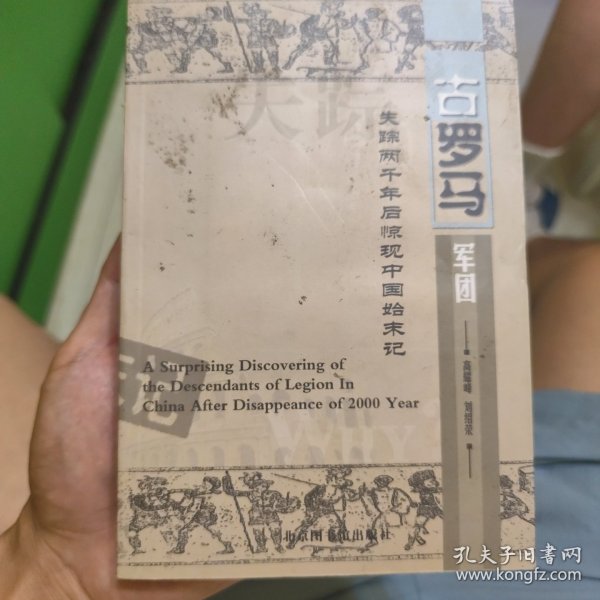 古罗马
军团
失踪两千年后惊现中国始末记
失踪
A Surprising Discovering of
the Descendants of Legion In
China After Disappeance of 2000 Year
北京图书馆出版社
孔夫子旧书网
www.kongfz.com